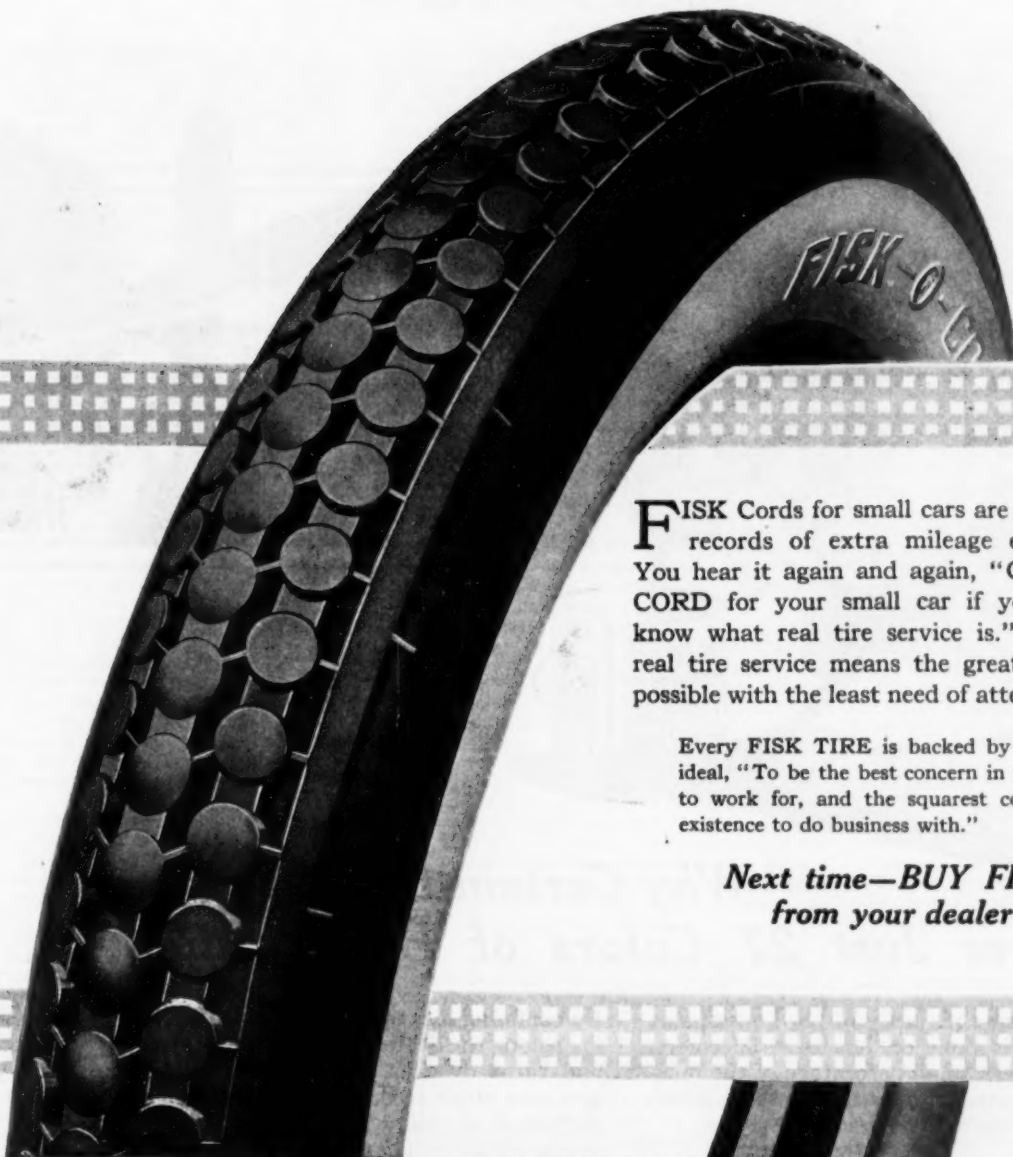 FISK-O-
FISK Cords for small cars are
records of extra mileage
You hear it again and again, "
CORD for your small car if
know what real tire service is."
real tire service means the
possible with the least need of
Every FISK TIRE is backed by
ideal, "To be the best concern in
to work for, and the squarest
existence to do business with."
Next time—BUY
from your dealer